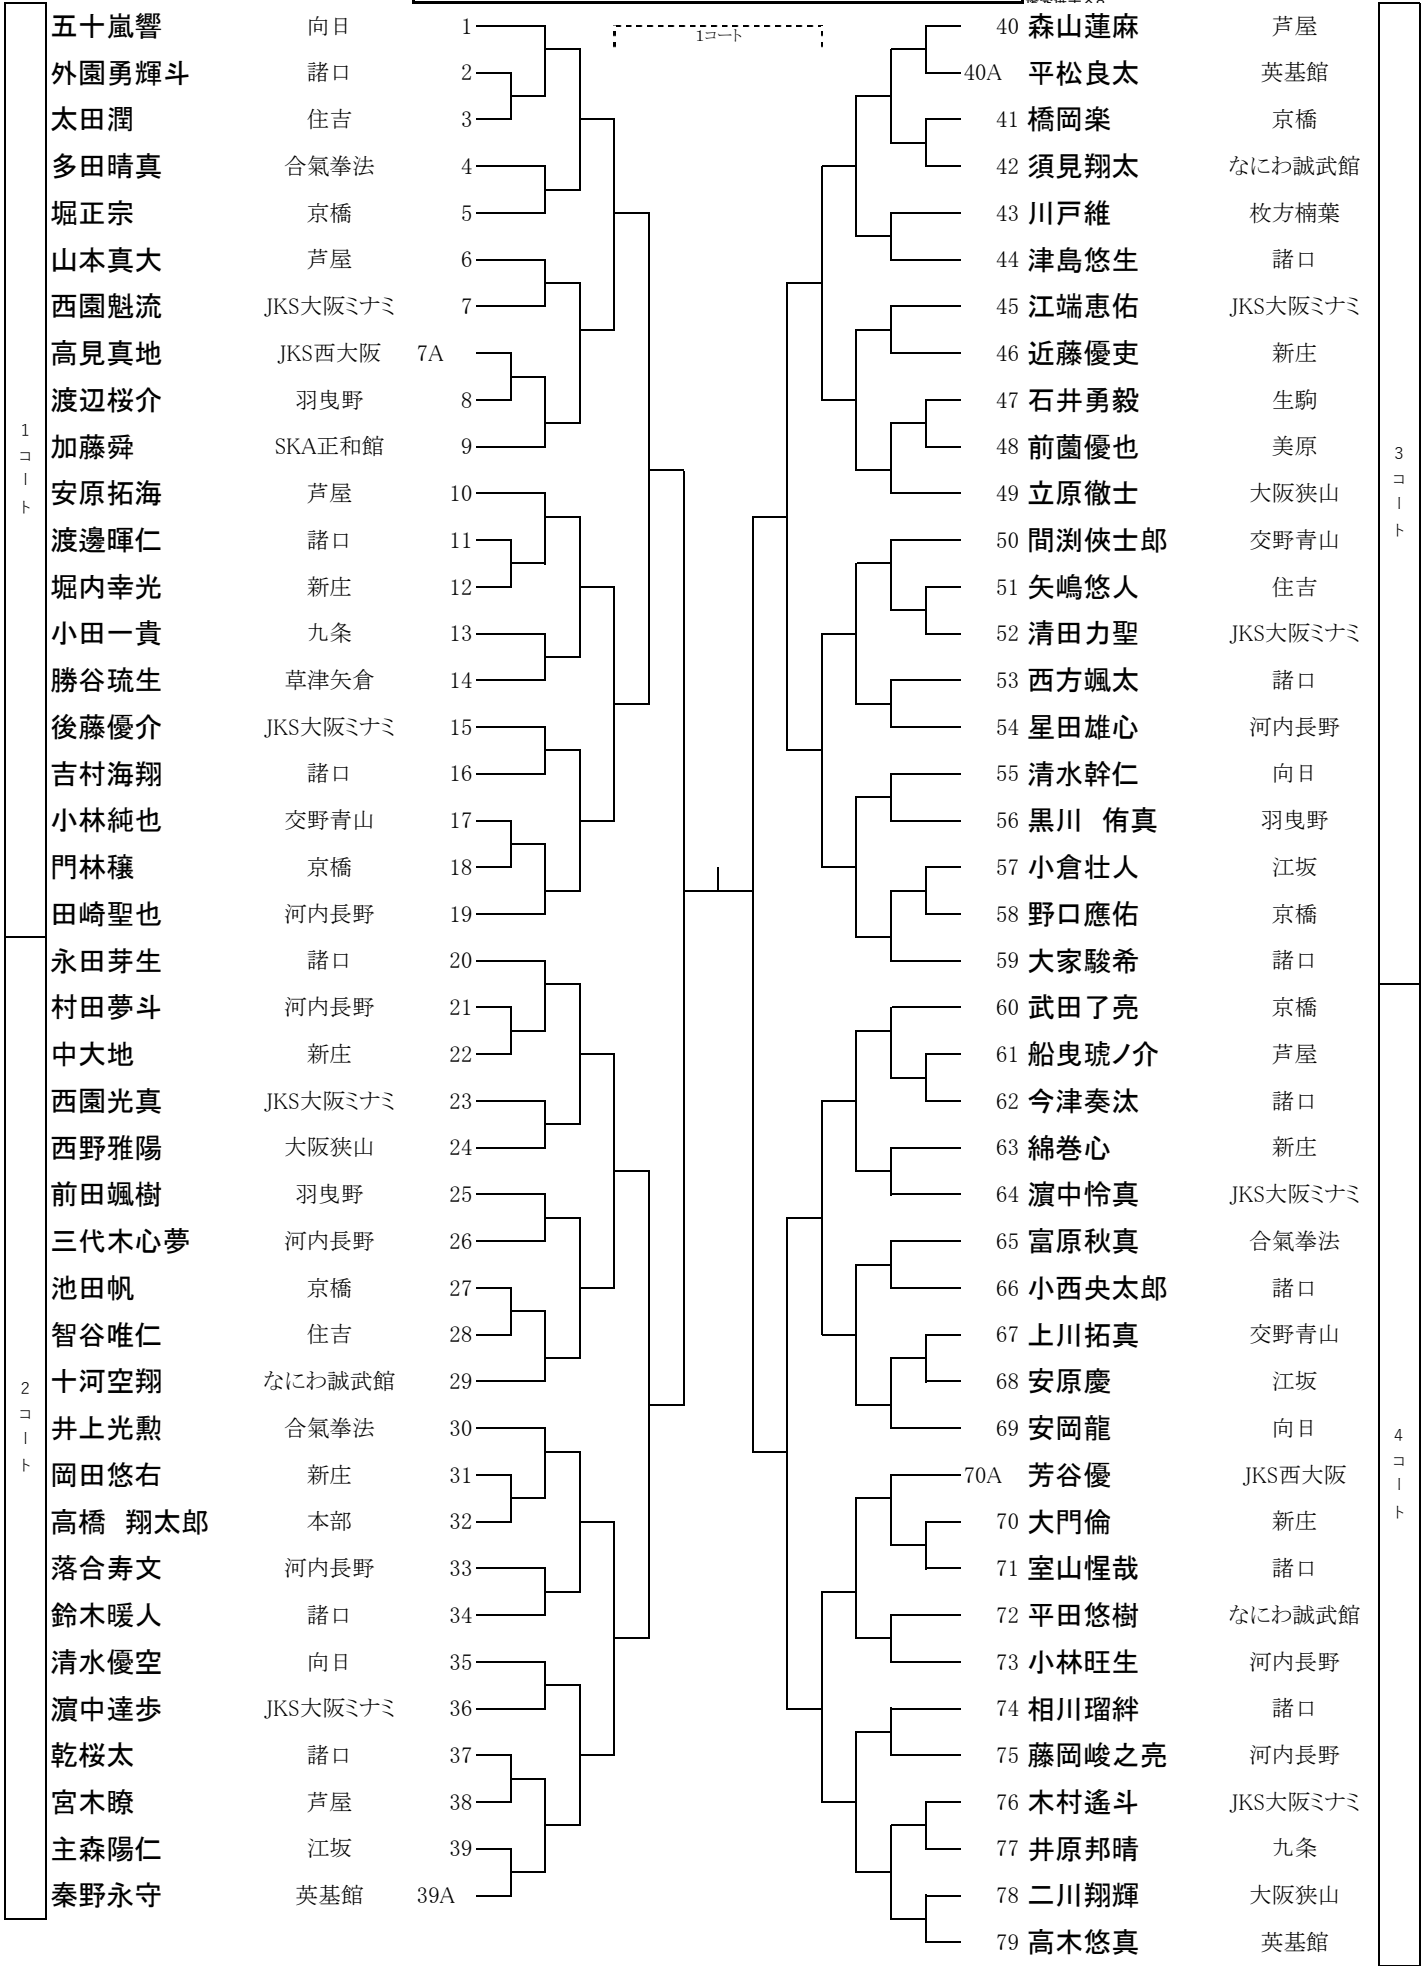 1コート
五十嵐響 向日 1
外園勇輝斗 諸口 2
太田潤 住吉 3
多田晴真 合氣拳法 4
堀正宗 京橋 5
山本真大 芦屋 6
西園魁流 JKS大阪ミナミ 7
高見真地 JKS西大阪 7A
渡辺桜介 羽曳野 8
加藤舜 SKA正和館 9
安原拓海 芦屋 10
渡邊暉仁 諸口 11
堀内幸光 新庄 12
小田一貴 九条 13
勝谷琉生 草津矢倉 14
後藤優介 JKS大阪ミナミ 15
吉村海翔 諸口 16
小林純也 交野青山 17
門林穣 京橋 18
田崎聖也 河内長野 19
2コート
永田芽生 諸口 20
村田夢斗 河内長野 21
中大地 新庄 22
西園光真 JKS大阪ミナミ 23
西野雅陽 大阪狭山 24
前田颯樹 羽曳野 25
三代木心夢 河内長野 26
池田帆 京橋 27
智谷唯仁 住吉 28
十河空翔 なにわ誠武館 29
井上光勲 合氣拳法 30
岡田悠右 新庄 31
高橋 翔太郎 本部 32
落合寿文 河内長野 33
鈴木暖人 諸口 34
清水優空 向日 35
濵中達歩 JKS大阪ミナミ 36
乾桜太 諸口 37
宮木瞭 芦屋 38
主森陽仁 江坂 39
秦野永守 英基館 39A
1コート
3コート
40 森山蓮麻 芦屋
40A 平松良太 英基館
41 橋岡楽 京橋
42 須見翔太 なにわ誠武館
43 川戸維 枚方楠葉
44 津島悠生 諸口
45 江端恵佑 JKS大阪ミナミ
46 近藤優吏 新庄
47 石井勇毅 生駒
48 前薗優也 美原
49 立原徹士 大阪狭山
50 間渕俠士郎 交野青山
51 矢嶋悠人 住吉
52 清田力聖 JKS大阪ミナミ
53 西方颯太 諸口
54 星田雄心 河内長野
55 清水幹仁 向日
56 黒川 侑真 羽曳野
57 小倉壮人 江坂
58 野口應佑 京橋
59 大家駿希 諸口
4コート
60 武田了亮 京橋
61 船曳琥ノ介 芦屋
62 今津奏汰 諸口
63 綿巻心 新庄
64 濵中怜真 JKS大阪ミナミ
65 富原秋真 合氣拳法
66 小西央太郎 諸口
67 上川拓真 交野青山
68 安原慶 江坂
69 安岡龍 向日
70A 芳谷優 JKS西大阪
70 大門倫 新庄
71 室山惺哉 諸口
72 平田悠樹 なにわ誠武館
73 小林旺生 河内長野
74 相川瑠絆 諸口
75 藤岡峻之亮 河内長野
76 木村遙斗 JKS大阪ミナミ
77 井原邦晴 九条
78 二川翔輝 大阪狭山
79 高木悠真 英基館